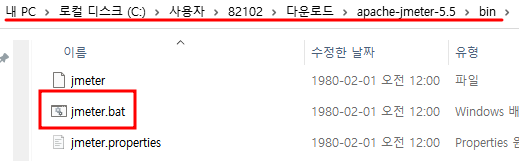 내 PC > 로컬 디스크 (C:) > 사용자 > 82102 > 다운로드 > apache-jmeter-5.5 > bin >
이름 수정한 날짜 유형
jmeter 1980-02-01 오전 12:00 파일
jmeter.bat 1980-02-01 오전 12:00 Windows 배
jmeter.properties 1980-02-01 오전 12:00 Properties 원